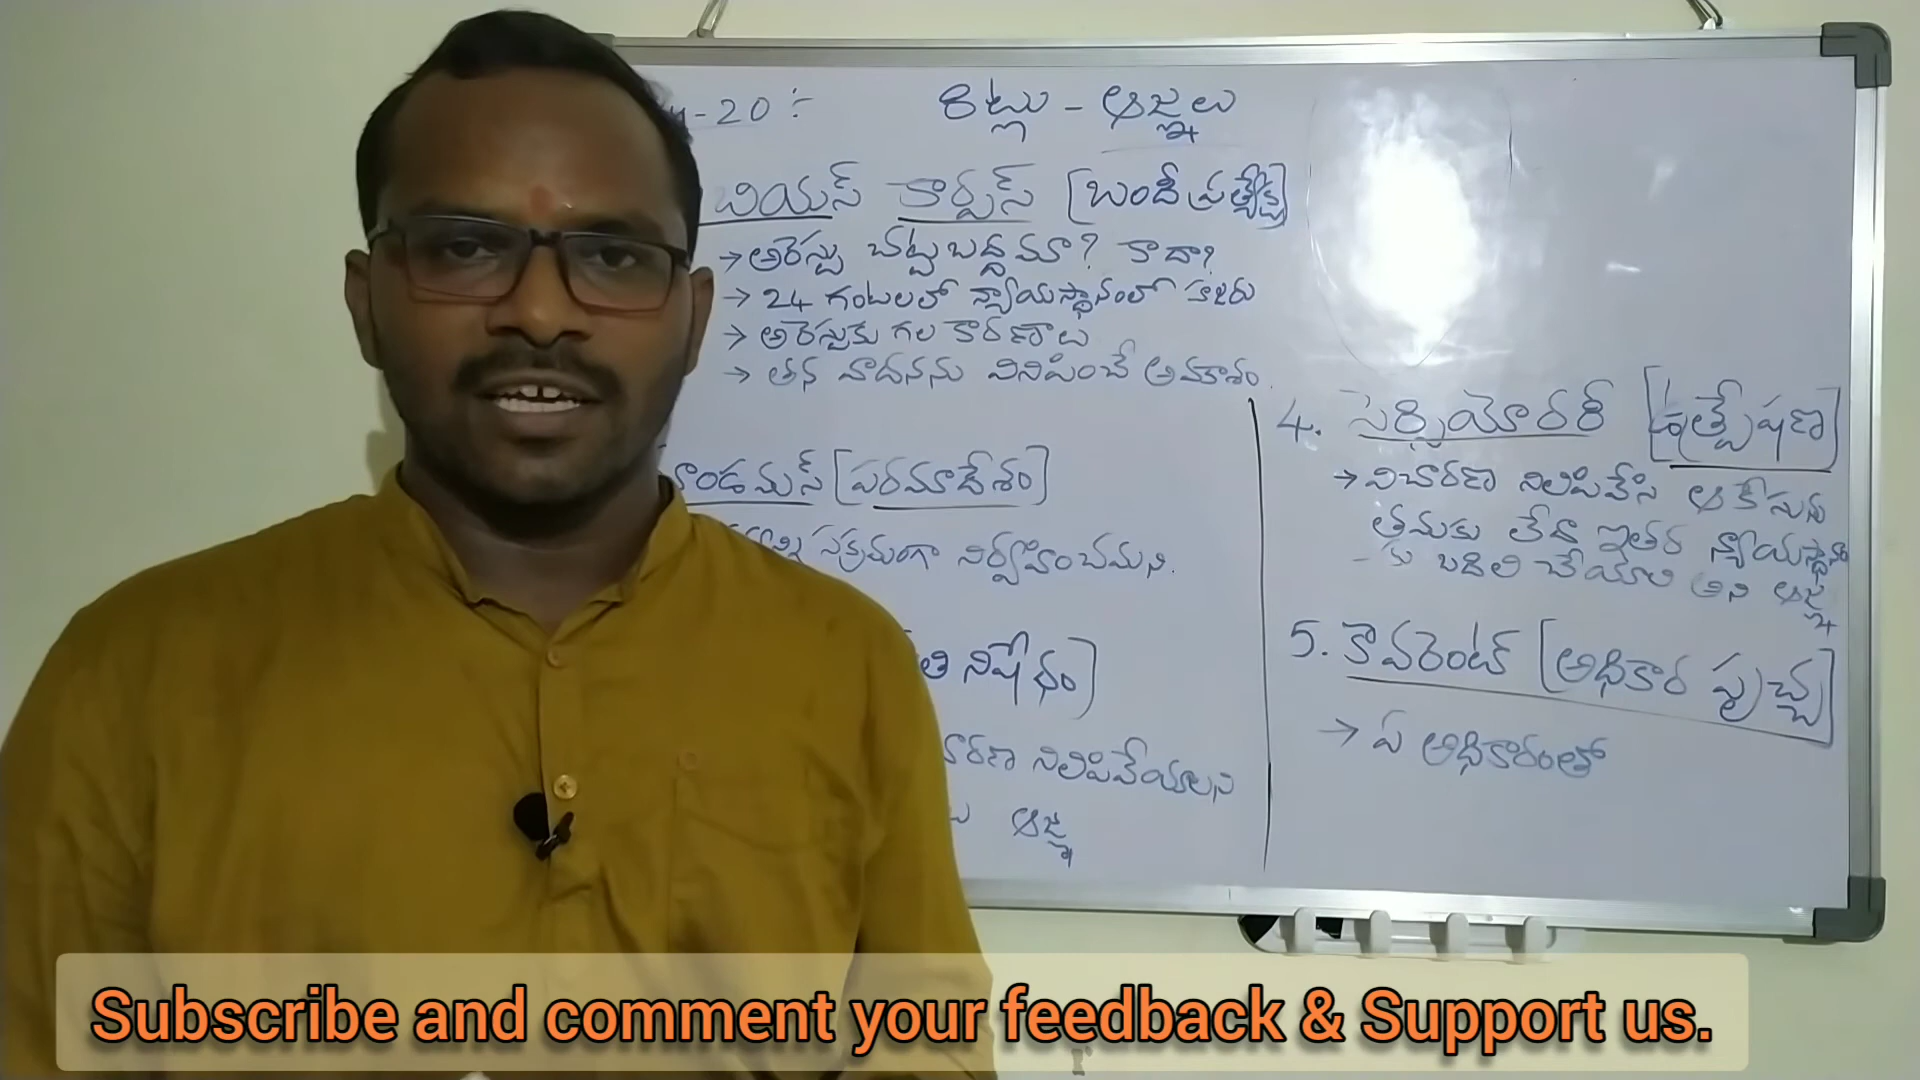 -20 :-
రిట్లు - ఆజ్ఞలు
బియస్ కార్పస్ [బందీ ప్రత్యక్ష]
→ అరెస్టు చట్టబద్దమా? కాదా?
→ 24 గంటలలో న్యాయస్థానంలో హాజరు
→ అరెస్టుకు గల కారణాలు
→ తన వాదనను వినిపించే అవకాశం.
మాండమస్ [పరమాదేశం]
సక్రమంగా నిర్వహించమని.
తి నిషేధం]
నిలిపివేయాలని
ఆజ్ఞ
4. సెర్షియోరరీ [ఉత్ప్రేషణ]
→ విచారణ నిలిపివేసి ఆ కేసును
తమకు లేదా ఇతర న్యాయస్థానం
- కు బదిలీ చేయాలి అని ఆజ్ఞ
5. కోవరెంటో [అధికార పృచ్ఛ]
→ ఏ అధికారంతో
Subscribe and comment your feedback & Support us.